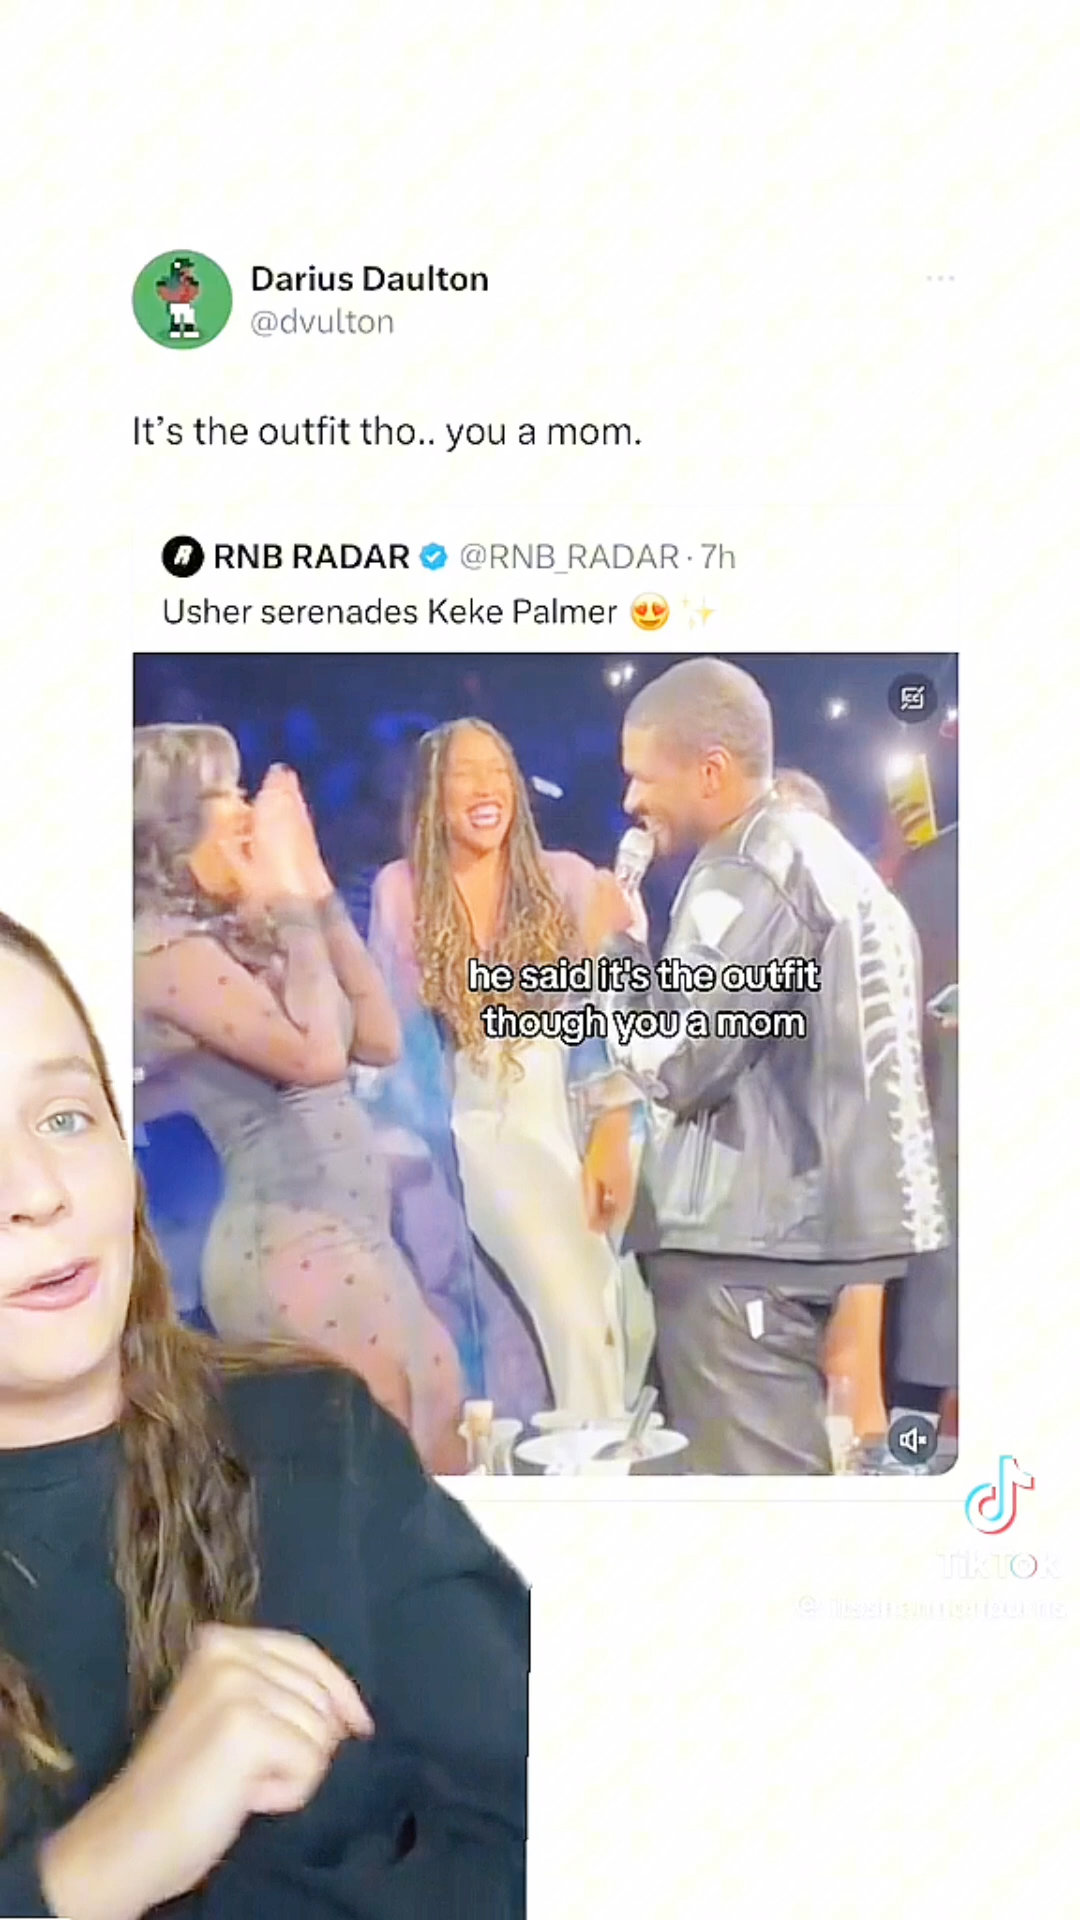 Darius Daulton
@dvulton
It's the outfit tho.. you a mom.
RNB RADAR @RNB_RADAR · 7h
Usher serenades Keke Palmer 😍 ✨
he said it's the outfit
though you a mom
TikTok